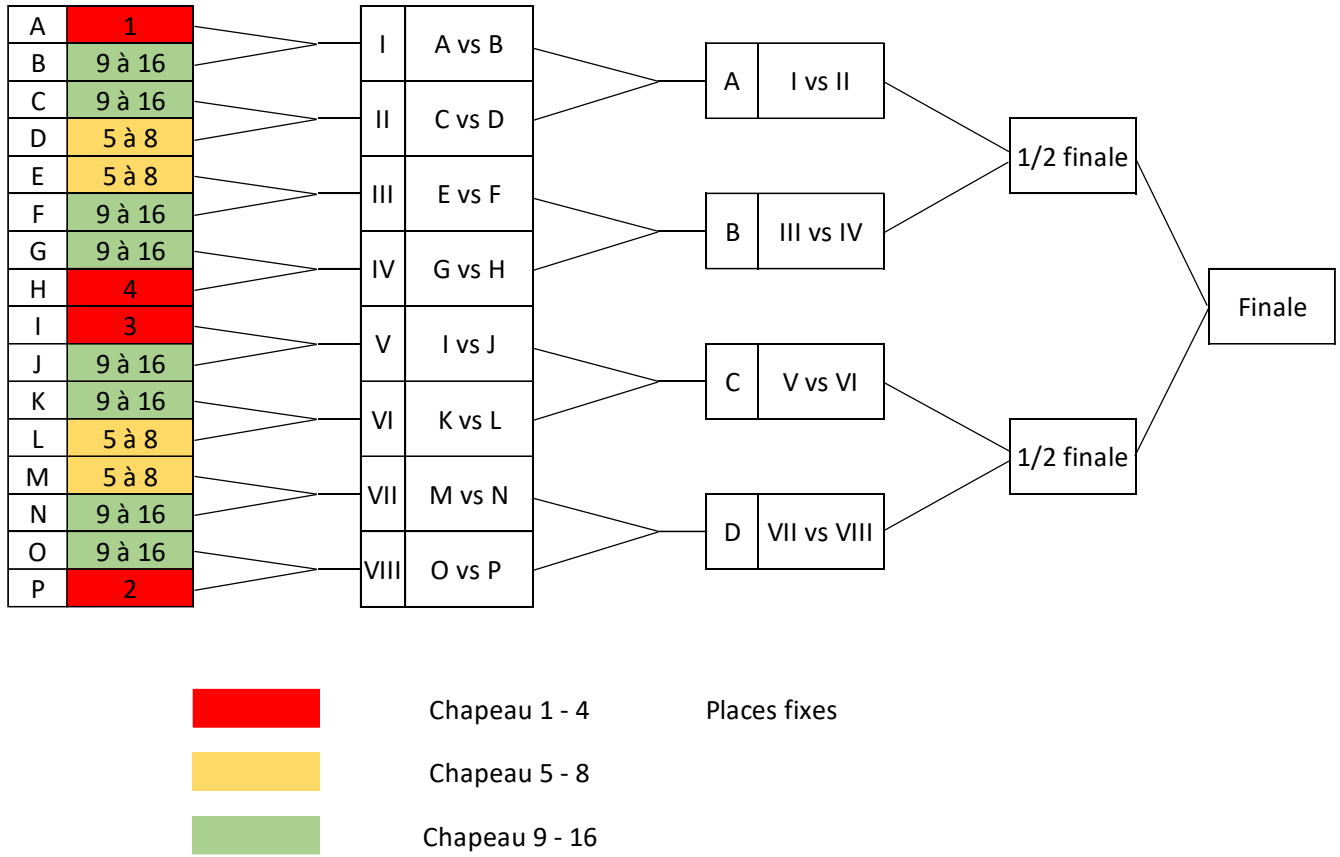 A 1
B 9 à 16
C 9 à 16
D 5 à 8
E 5 à 8
F 9 à 16
G 9 à 16
H 4
I 3
J 9 à 16
K 9 à 16
L 5 à 8
M 5 à 8
N 9 à 16
O 9 à 16
P 2
I A vs B
II C vs D
III E vs F
IV G vs H
V I vs J
VI K vs L
VII M vs N
VIII O vs P
A I vs II
B III vs IV
C V vs VI
D VII vs VIII
1/2 finale
1/2 finale
Finale
Chapeau 1 - 4 Places fixes
Chapeau 5 - 8
Chapeau 9 - 16